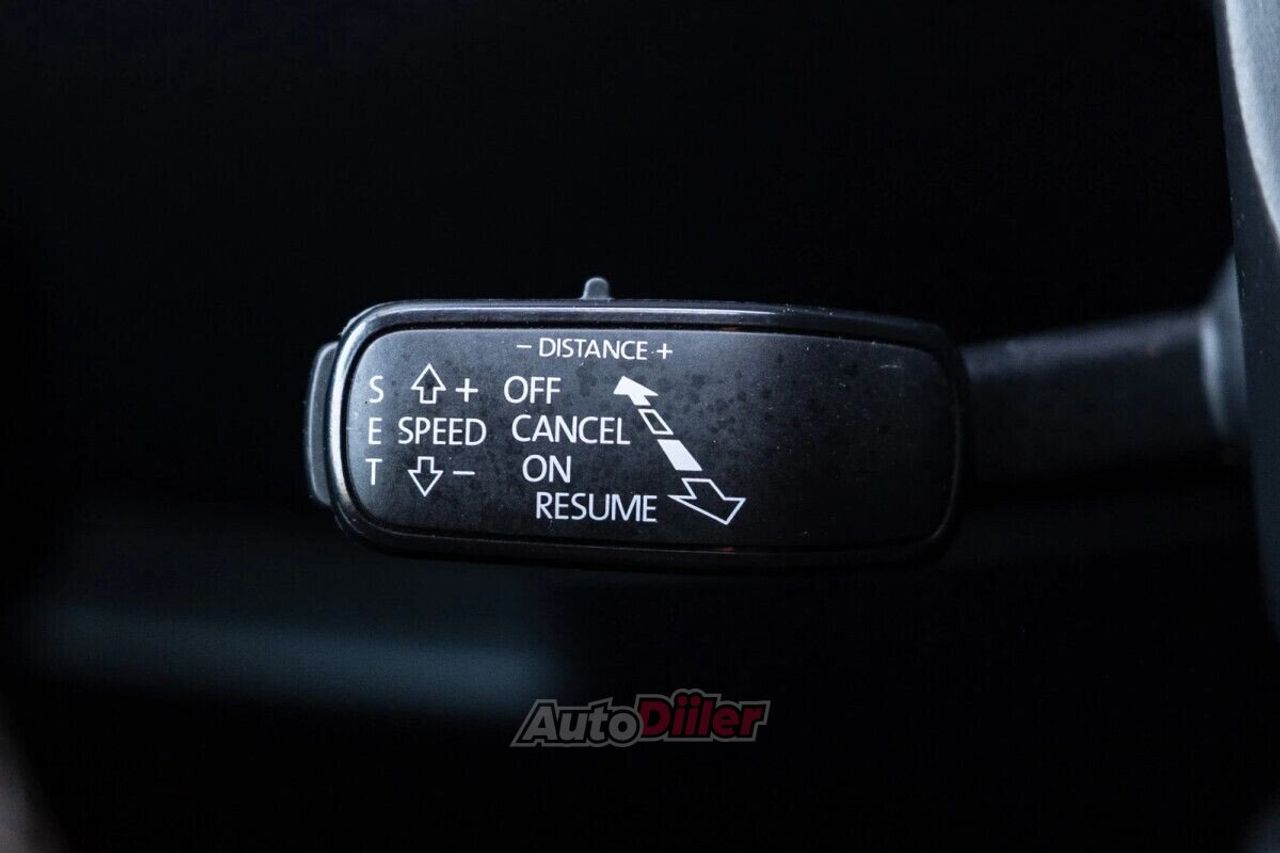 – DISTANCE +
S + OFF
E SPEED CANCEL
T – ON
RESUME
AutoDiiler